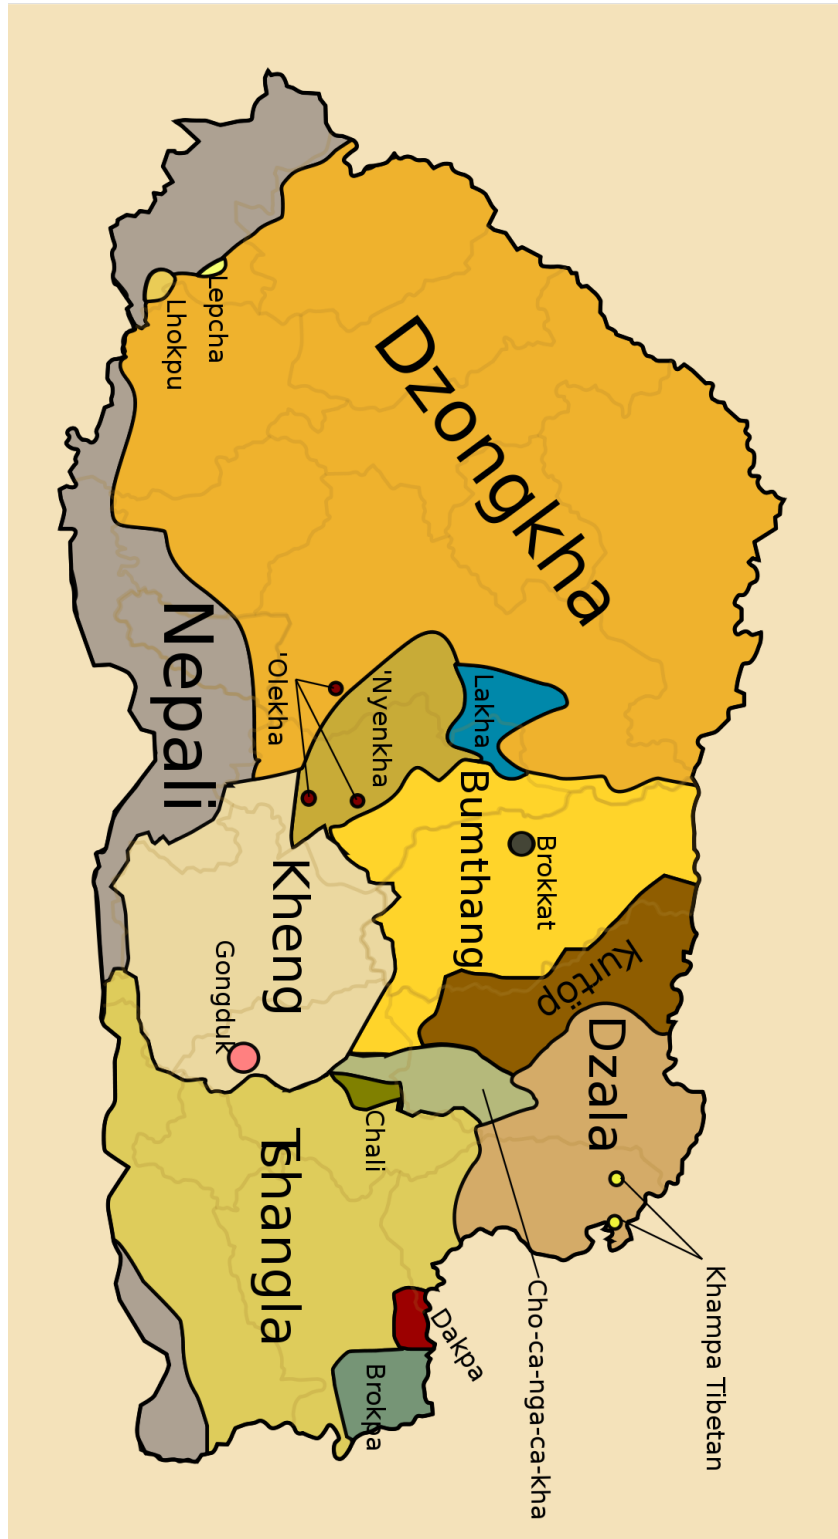 Dzongkha
Lepcha
Lhokpu
Nepali
'Olekha
'Nyenkha
Lakha
Bumthang
Brokkat
Kurtöp
Kheng
Gongduk
Dzala
Khampa Tibetan
Cho-ca-nga-ca-kha
Chali
Tshangla
Dakpa
Brokpa